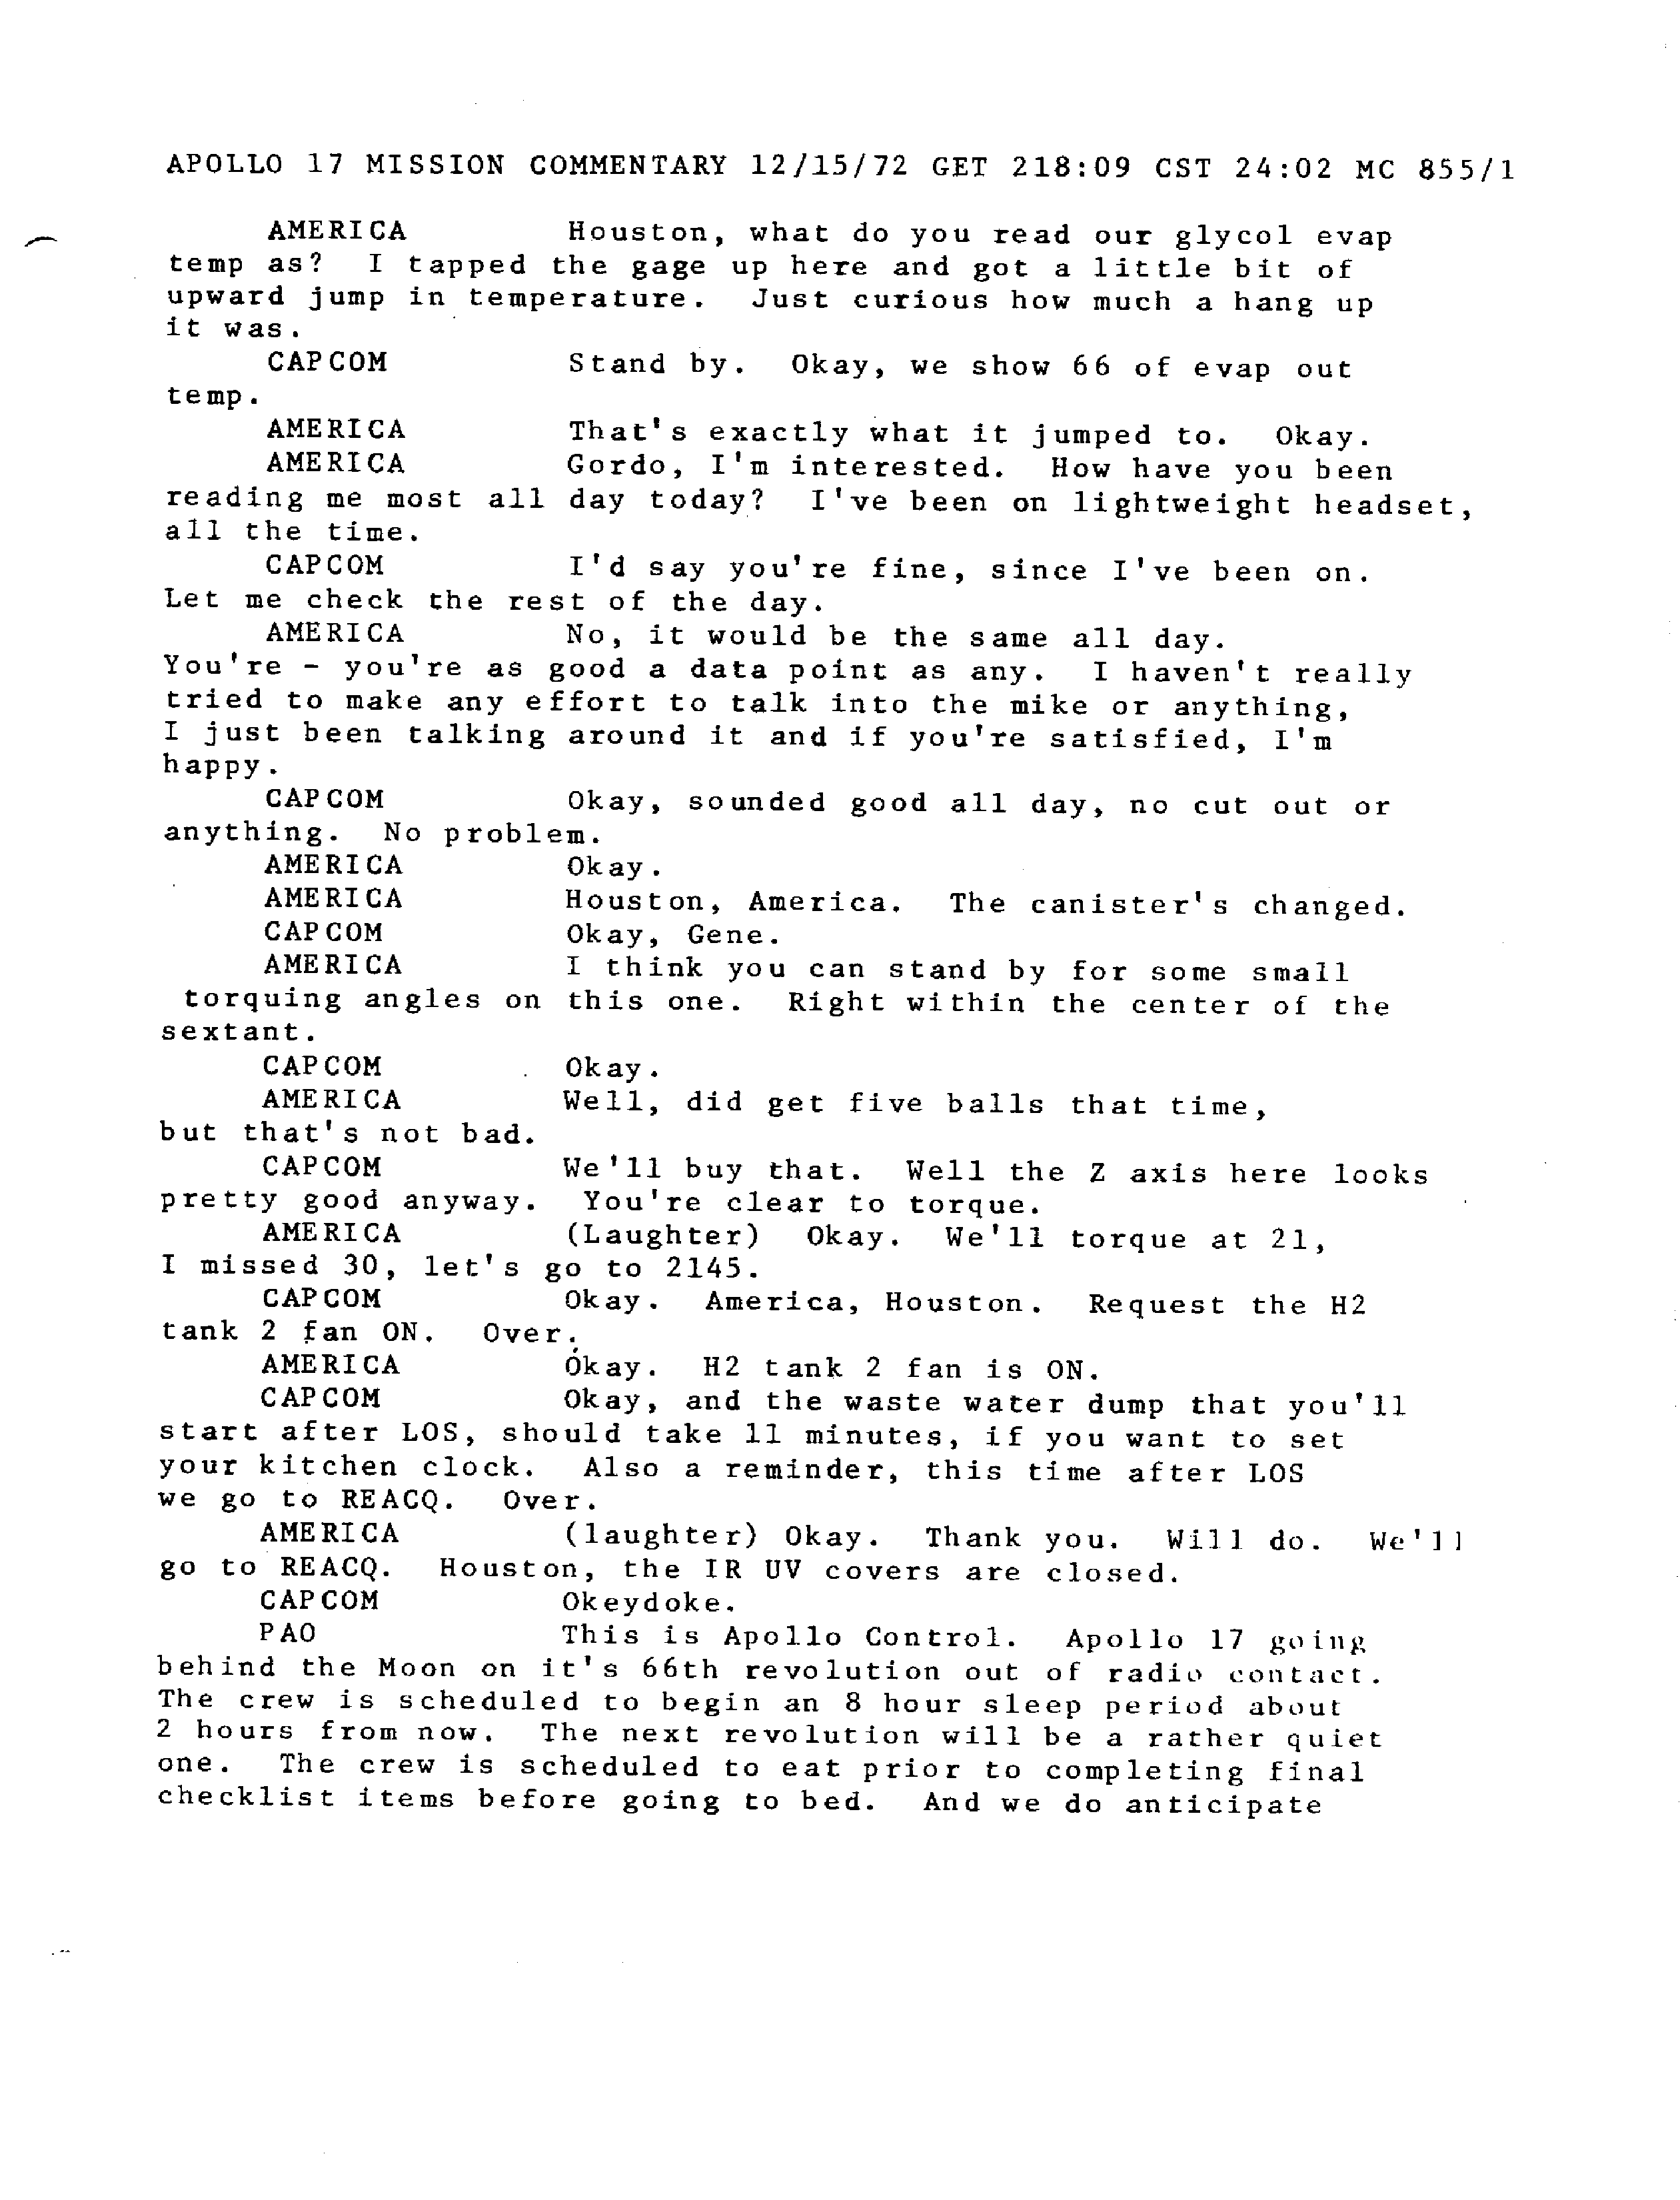 APOLLO 17 MISSION COMMENTARY 12/15/72 GET 218:09 CST 24:02 MC 855/1
AMERICA Houston, what do you read our glycol evap
temp as? I tapped the gage up here and got a little bit of
upward jump in temperature. Just curious how much a hang up
it was.
CAPCOM Stand by. Okay, we show 66 of evap out
temp.
AMERICA That's exactly what it jumped to. Okay.
AMERICA Gordo, I'm interested. How have you been
reading me most all day today? I've been on lightweight headset,
all the time.
CAPCOM I'd say you're fine, since I've been on.
Let me check the rest of the day.
AMERICA No, it would be the same all day.
You're - you're as good a data point as any. I haven't really
tried to make any effort to talk into the mike or anything,
I just been talking around it and if you're satisfied, I'm
happy.
CAPCOM Okay, sounded good all day, no cut out or
anything. No problem.
AMERICA Okay.
AMERICA Houston, America. The canister's changed.
CAPCOM Okay, Gene.
AMERICA I think you can stand by for some small
torquing angles on this one. Right within the center of the
sextant.
CAPCOM Okay.
AMERICA Well, did get five balls that time,
but that's not bad.
CAPCOM We'll buy that. Well the Z axis here looks
pretty good anyway. You're clear to torque.
AMERICA (Laughter) Okay. We'll torque at 21,
I missed 30, let's go to 2145.
CAPCOM Okay. America, Houston. Request the H2
tank 2 fan ON. Over.
AMERICA Okay. H2 tank 2 fan is ON.
CAPCOM Okay, and the waste water dump that you'll
start after LOS, should take 11 minutes, if you want to set
your kitchen clock. Also a reminder, this time after LOS
we go to REACQ. Over.
AMERICA (laughter) Okay. Thank you. Will do. We'll
go to REACQ. Houston, the IR UV covers are closed.
CAPCOM Okeydoke.
PAO This is Apollo Control. Apollo 17 going
behind the Moon on it's 66th revolution out of radio contact.
The crew is scheduled to begin an 8 hour sleep period about
2 hours from now. The next revolution will be a rather quiet
one. The crew is scheduled to eat prior to completing final
checklist items before going to bed. And we do anticipate